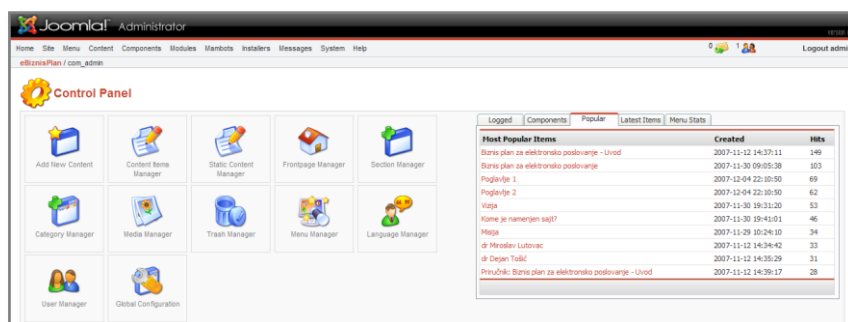 Joomla! Administrator
Home Site Menu Content Components Modules Mambots Installers Messages System Help 0 1 Logout admi
eBiznisPlan / com_admin
Control Panel
Logged Components Popular Latest Items Menu Stats
Most Popular Items Created Hits
Biznis plan za elektronsko poslovanje - Uvod 2007-11-12 14:37:11 149
Biznis plan za elektronsko poslovanje 2007-11-30 09:05:38 103
Poglavlje 1 2007-12-04 22:10:50 69
Poglavlje 2 2007-12-04 22:10:50 62
Vizija 2007-11-30 19:31:20 53
Kome je namenjen sajt? 2007-11-30 19:41:01 46
Misija 2007-11-29 10:24:10 34
dr Miroslav Lutovac 2007-11-12 14:34:42 33
dr Dejan Tošić 2007-11-12 14:35:29 31
Priručnik: Biznis plan za elektronsko poslovanje - Uvod 2007-11-12 14:39:17 28
Add New Content
Content Items
Manager
Static Content
Manager
Frontpage Manager
Section Manager
Category Manager
Media Manager
Trash Manager
Menu Manager
Language Manager
User Manager
Global Configuration